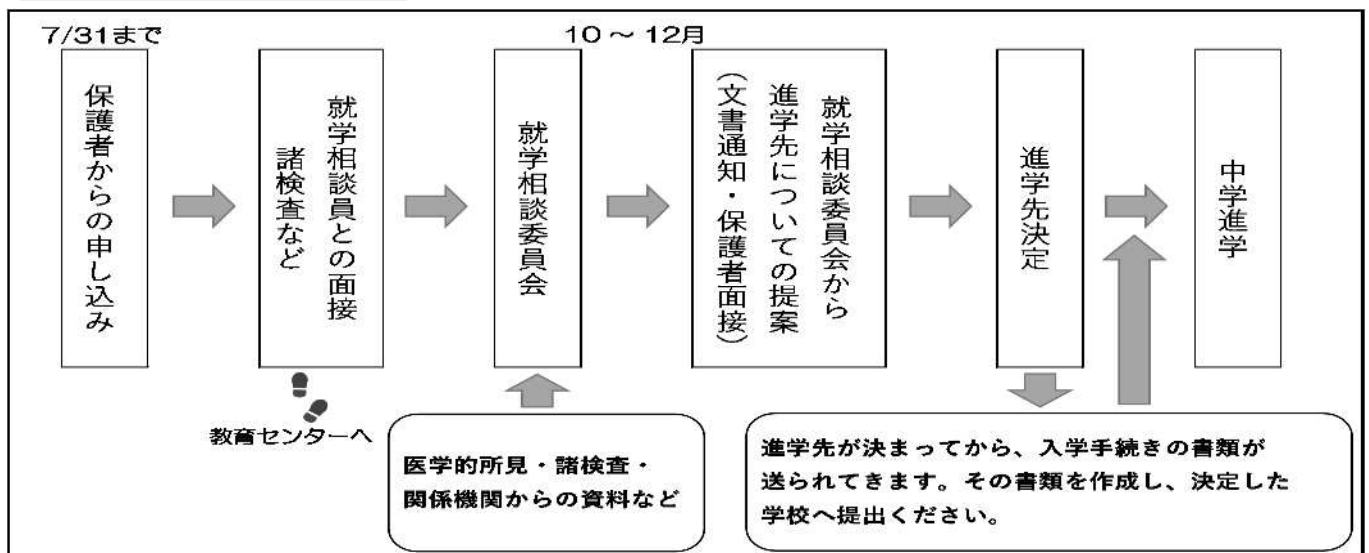 7/31まで
10 ～ 12月
保護者からの申し込み
就学相談員との面接
諸検査など
就学相談委員会
就学相談委員会から
進学先についての提案
（文書通知・保護者面接）
進学先決定
中学進学
教育センターへ
医学的所見・諸検査・
関係機関からの資料など
進学先が決まってから、入学手続きの書類が
送られてきます。その書類を作成し、決定した
学校へ提出ください。